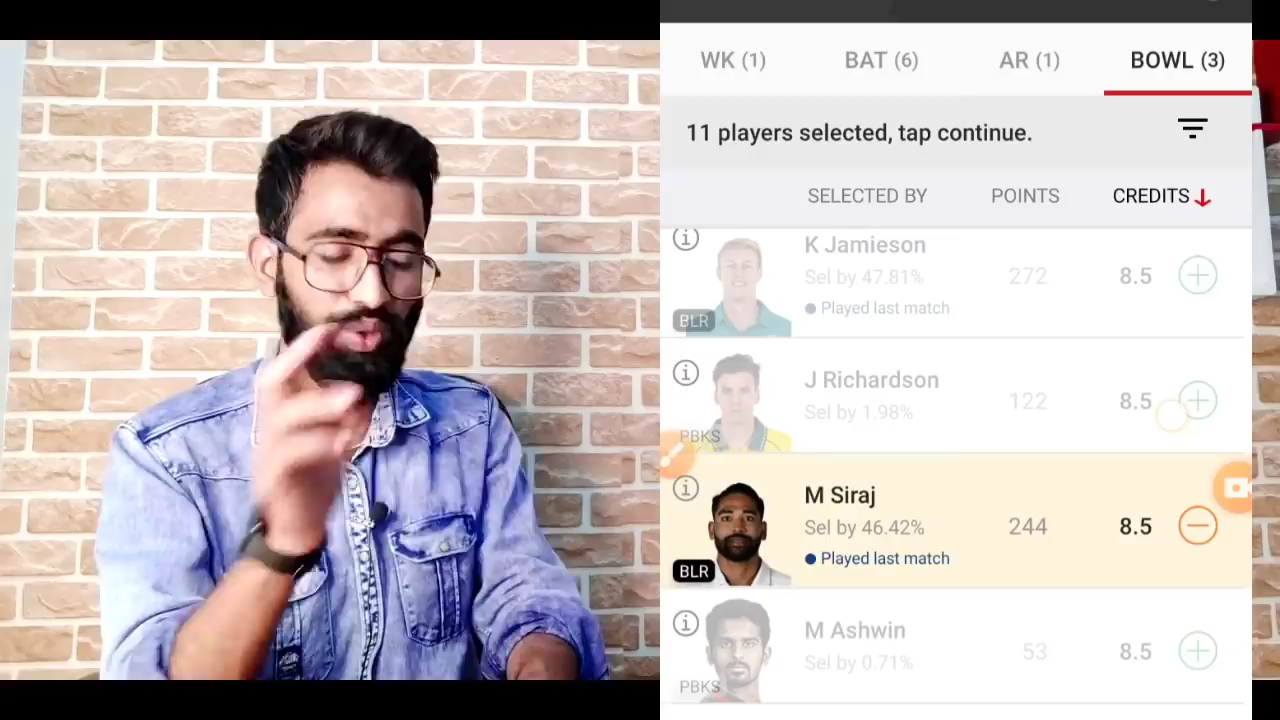 WK (1) BAT (6) AR (1) BOWL (3)
11 players selected, tap continue.
SELECTED BY POINTS CREDITS
K Jamieson
Sel by 47.81% 272 8.5
Played last match
BLR
J Richardson
Sel by 1.98% 122 8.5
PBKS
M Siraj
Sel by 46.42% 244 8.5
Played last match
BLR
M Ashwin
Sel by 0.71% 53 8.5
PBKS